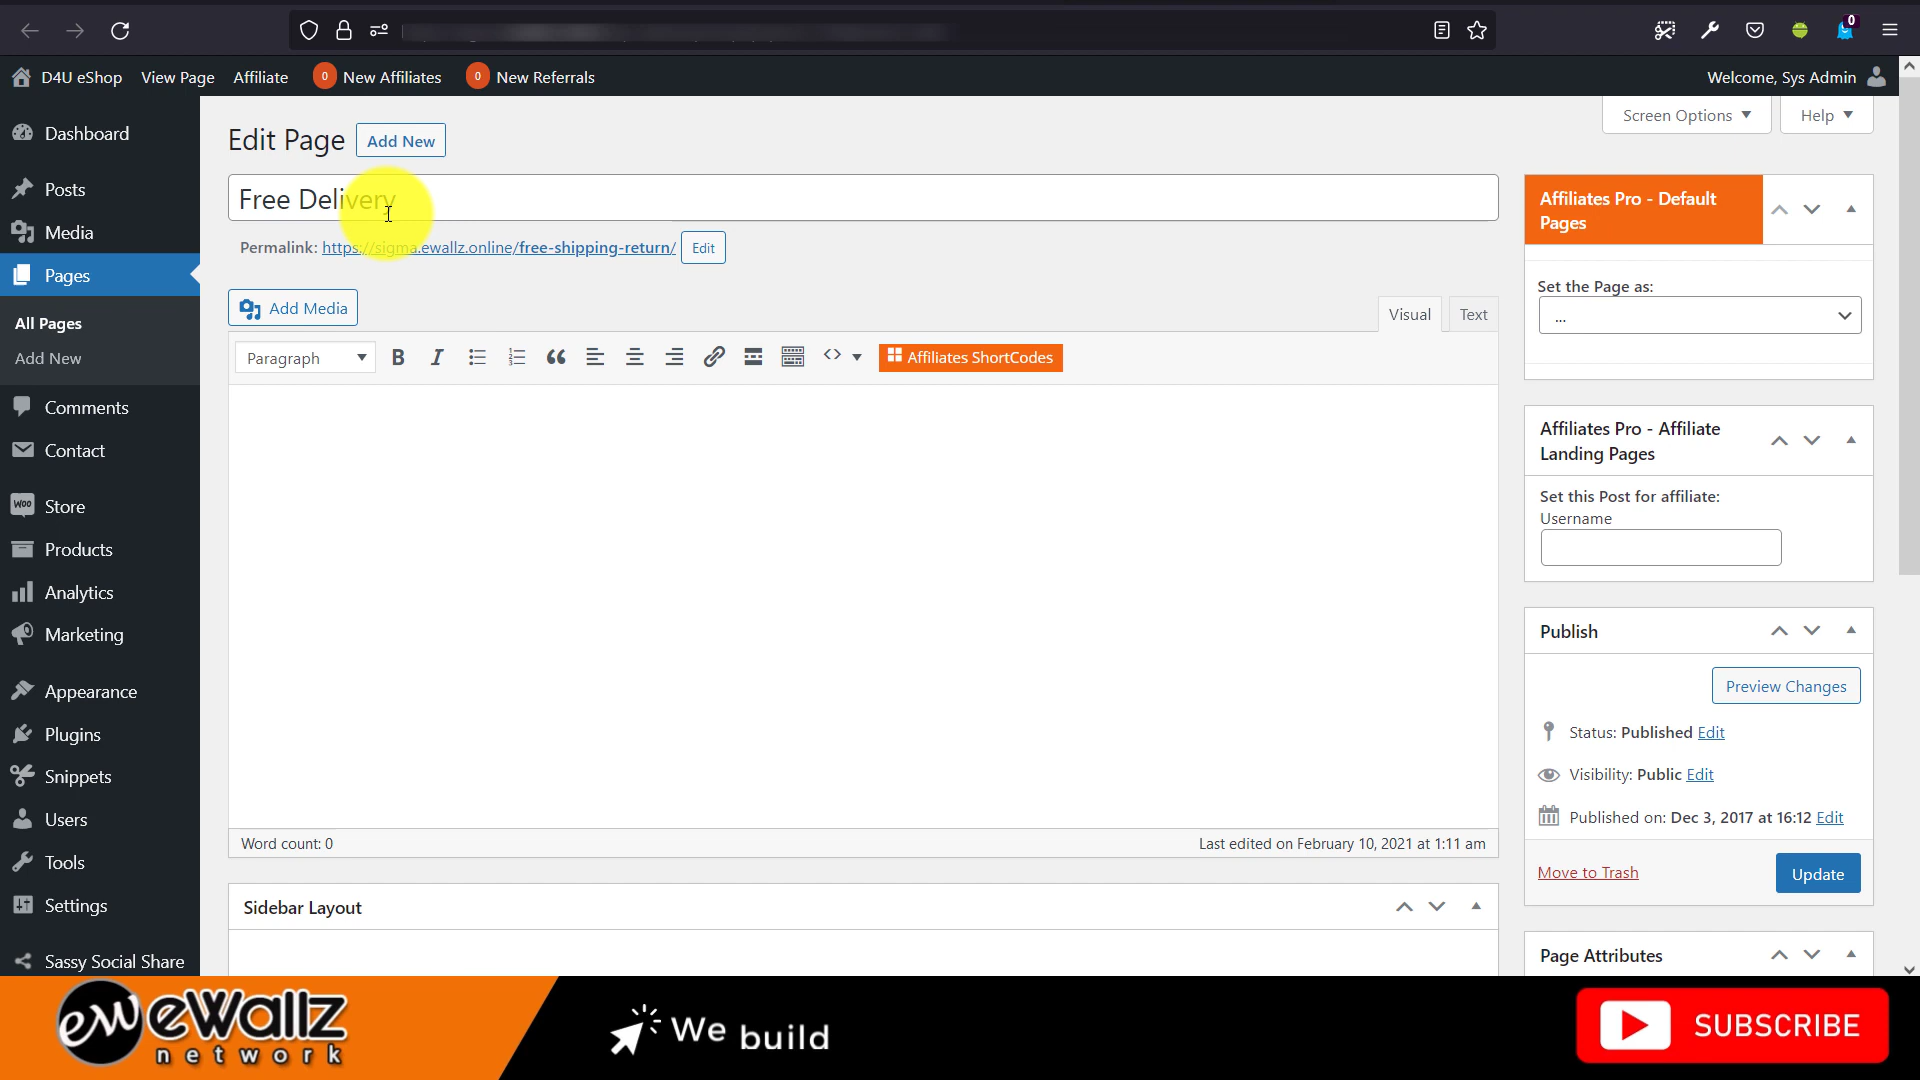 0
D4U eShop View Page Affiliate 0 New Affiliates 0 New Referrals Welcome, Sys Admin
Screen Options Help
Dashboard
Posts
Media
Pages
All Pages
Add New
Comments
Contact
Woo Store
Products
Analytics
Marketing
Appearance
Plugins
Snippets
Users
Tools
Settings
Sassy Social Share
Edit Page Add New
Free Delivery
Permalink: https://sigma.ewallz.online/free-shipping-return/ Edit
Add Media
Visual Text
Paragraph B I Affiliates ShortCodes
Word count: 0 Last edited on February 10, 2021 at 1:11 am
Sidebar Layout
Affiliates Pro - Default
Pages
Set the Page as:
...
Affiliates Pro - Affiliate
Landing Pages
Set this Post for affiliate:
Username
Publish
Preview Changes
Status: Published Edit
Visibility: Public Edit
Published on: Dec 3, 2017 at 16:12 Edit
Move to Trash Update
Page Attributes
ew eWallz
network
We build
SUBSCRIBE